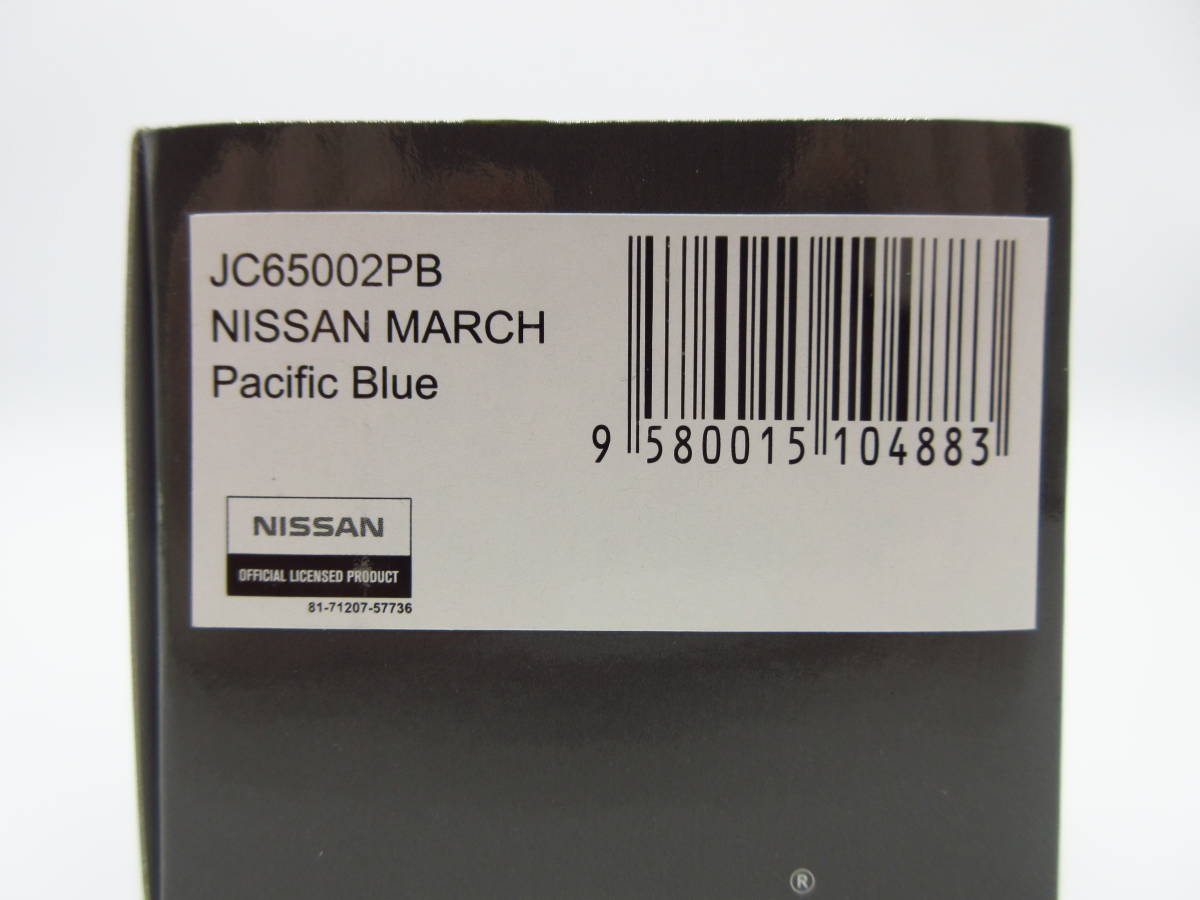 JC65002PB
NISSAN MARCH
Pacific Blue
9 580015 104883
NISSAN
OFFICIAL LICENSED PRODUCT
81-71207-57736
®